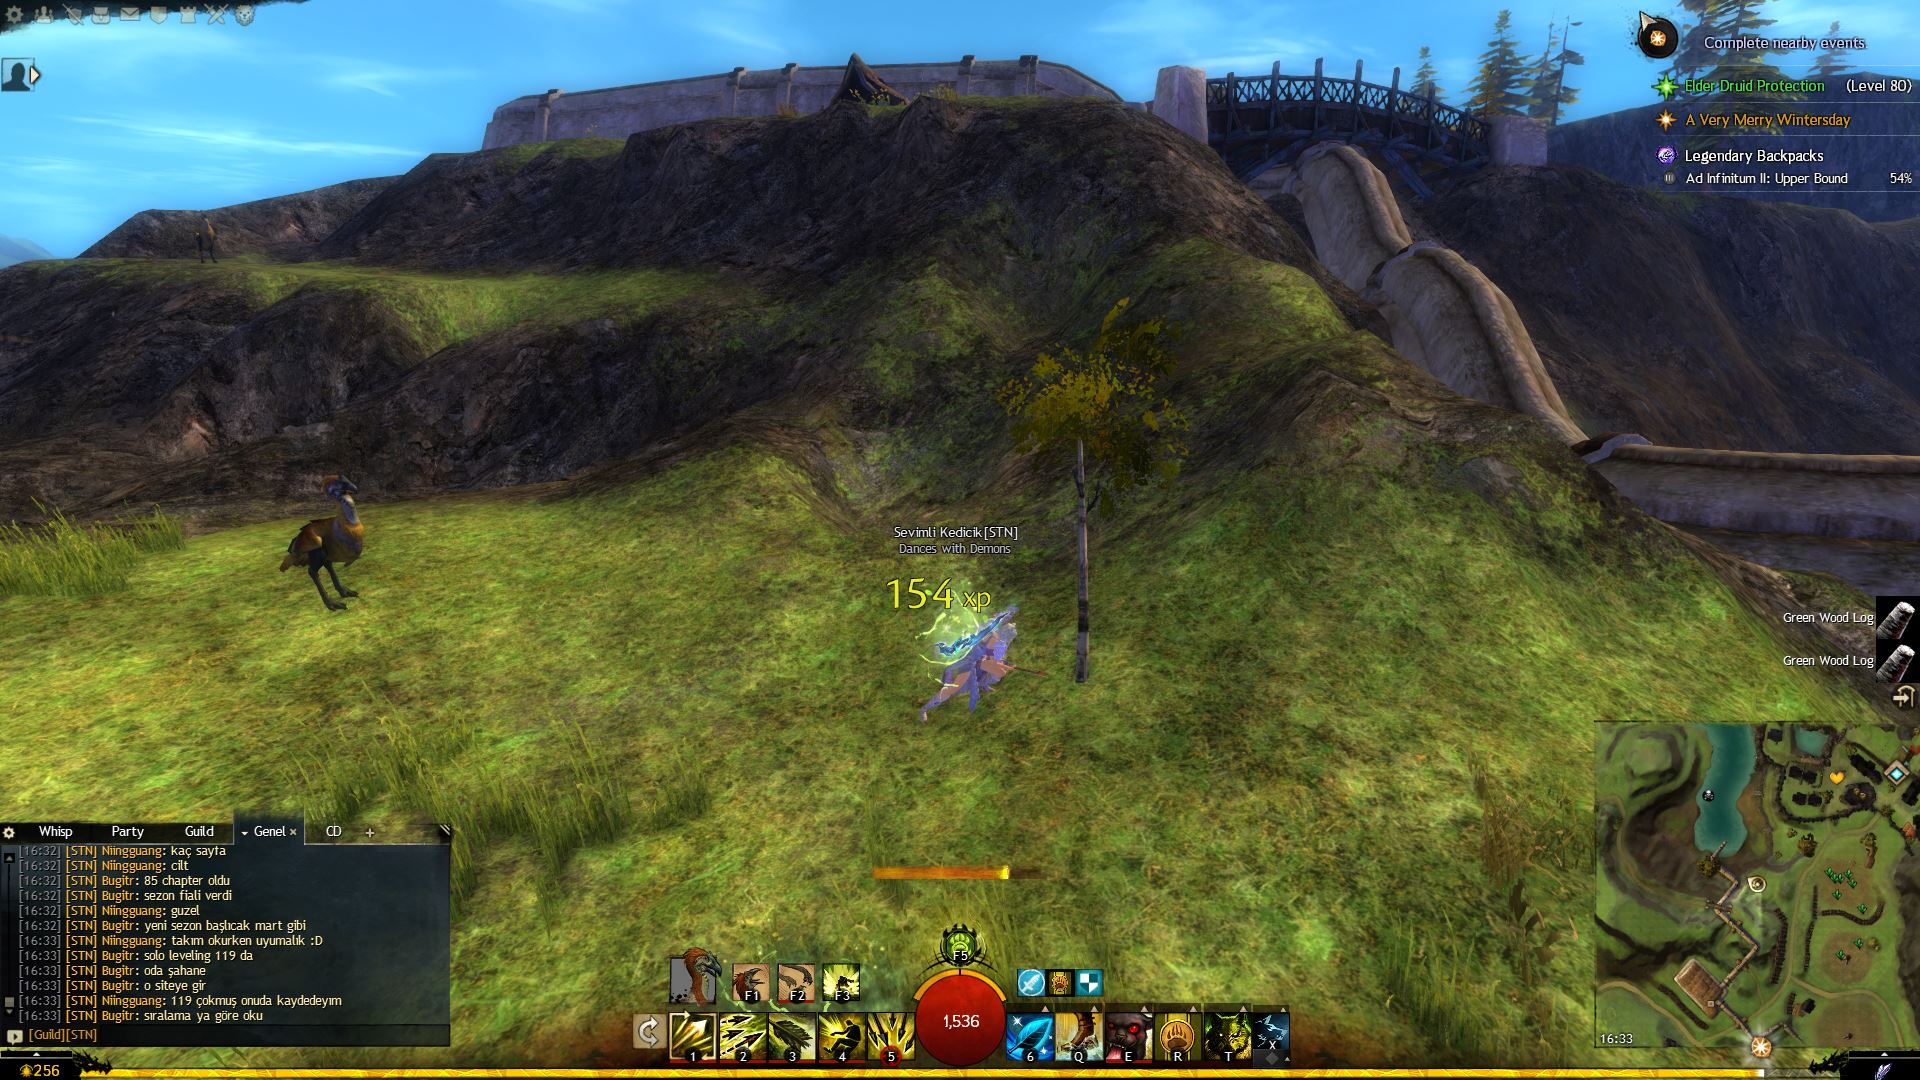 Complete nearby events.
Elder Druid Protection (Level 80)
A Very Merry Wintersday
Legendary Backpacks
Ad Infinitum II: Upper Bound 54%
Sevimli Kedicik[STN]
Dances with Demons
154 xp
Green Wood Log
Green Wood Log
Whisp Party Guild Genel × CD +
[16:32] [STN] Niingguang: kaç sayfa
[16:32] [STN] Niingguang: cilt
[16:32] [STN] Bugitr: 85 chapter oldu
[16:32] [STN] Bugitr: sezon fiali verdi
[16:32] [STN] Niingguang: guzel
[16:32] [STN] Bugitr: yeni sezon başlıcak mart gibi
[16:33] [STN] Niingguang: takım okurken uyumalık :D
[16:33] [STN] Bugitr: solo leveling 119 da
[16:33] [STN] Bugitr: oda şahane
[16:33] [STN] Bugitr: o siteye gir
[16:33] [STN] Niingguang: 119 çokmuş onuda kaydedeyım
[16:33] [STN] Bugitr: sıralama ya göre oku
[Guild][STN]
F5
F1 F2 F3
1,536
1 2 3 4 5 6 Q E R T X
16:33
256